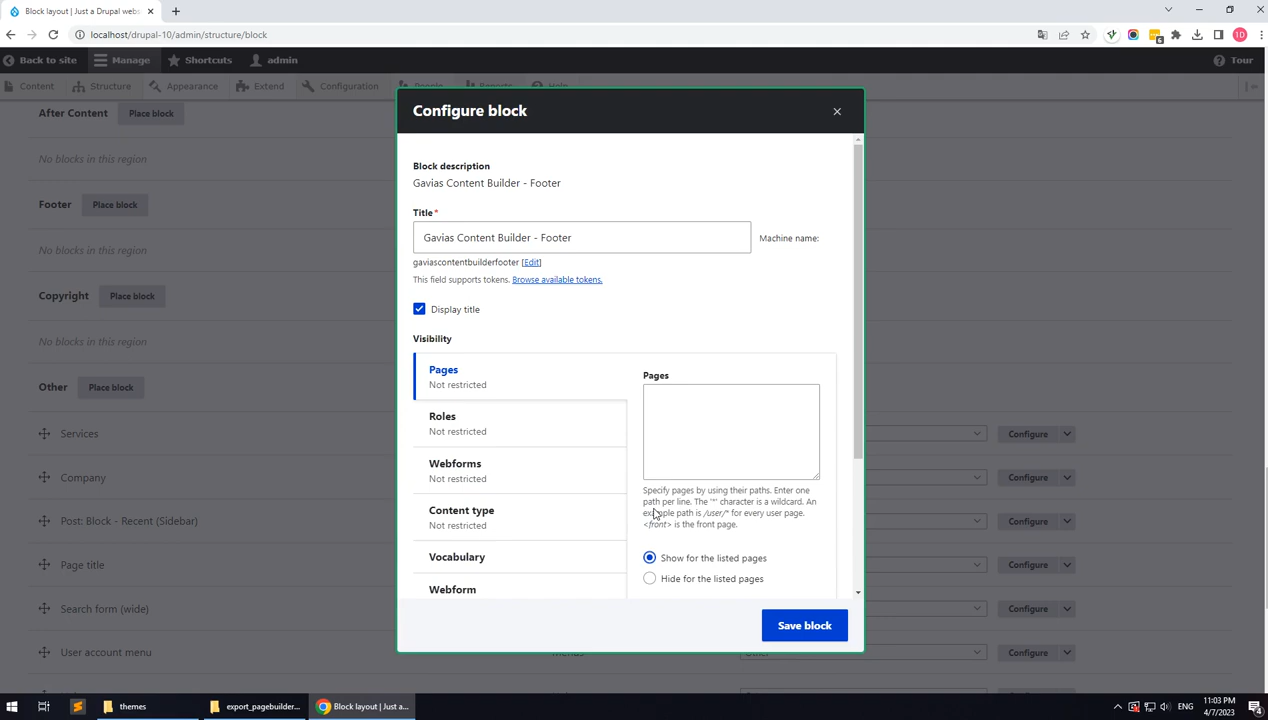 Block layout | Just a Drupal webs
localhost/drupal-10/admin/structure/block
Back to site
Manage
Shortcuts
admin
Tour
Content
Structure
Appearance
Extend
Configuration
People
Reports
Help
After Content
Place block
No blocks in this region
Footer
Place block
No blocks in this region
Copyright
Place block
No blocks in this region
Other
Place block
Services
Configure
Company
Configure
Post: Block - Recent (Sidebar)
Configure
Page title
Configure
Search form (wide)
Configure
User account menu
Menus
Other
Configure
Configure block
Block description
Gavias Content Builder - Footer
Title*
Gavias Content Builder - Footer
Machine name:
gaviascontentbuilderfooter [Edit]
This field supports tokens. Browse available tokens.
Display title
Visibility
Pages
Not restricted
Roles
Not restricted
Webforms
Not restricted
Content type
Not restricted
Vocabulary
Webform
Pages
Specify pages by using their paths. Enter one
path per line. The '*' character is a wildcard. An
example path is /user/* for every user page.
<front> is the front page.
Show for the listed pages
Hide for the listed pages
Save block
themes
export_pagebuilder...
Block layout | Just a...
ENG
11:03 PM
4/7/2023